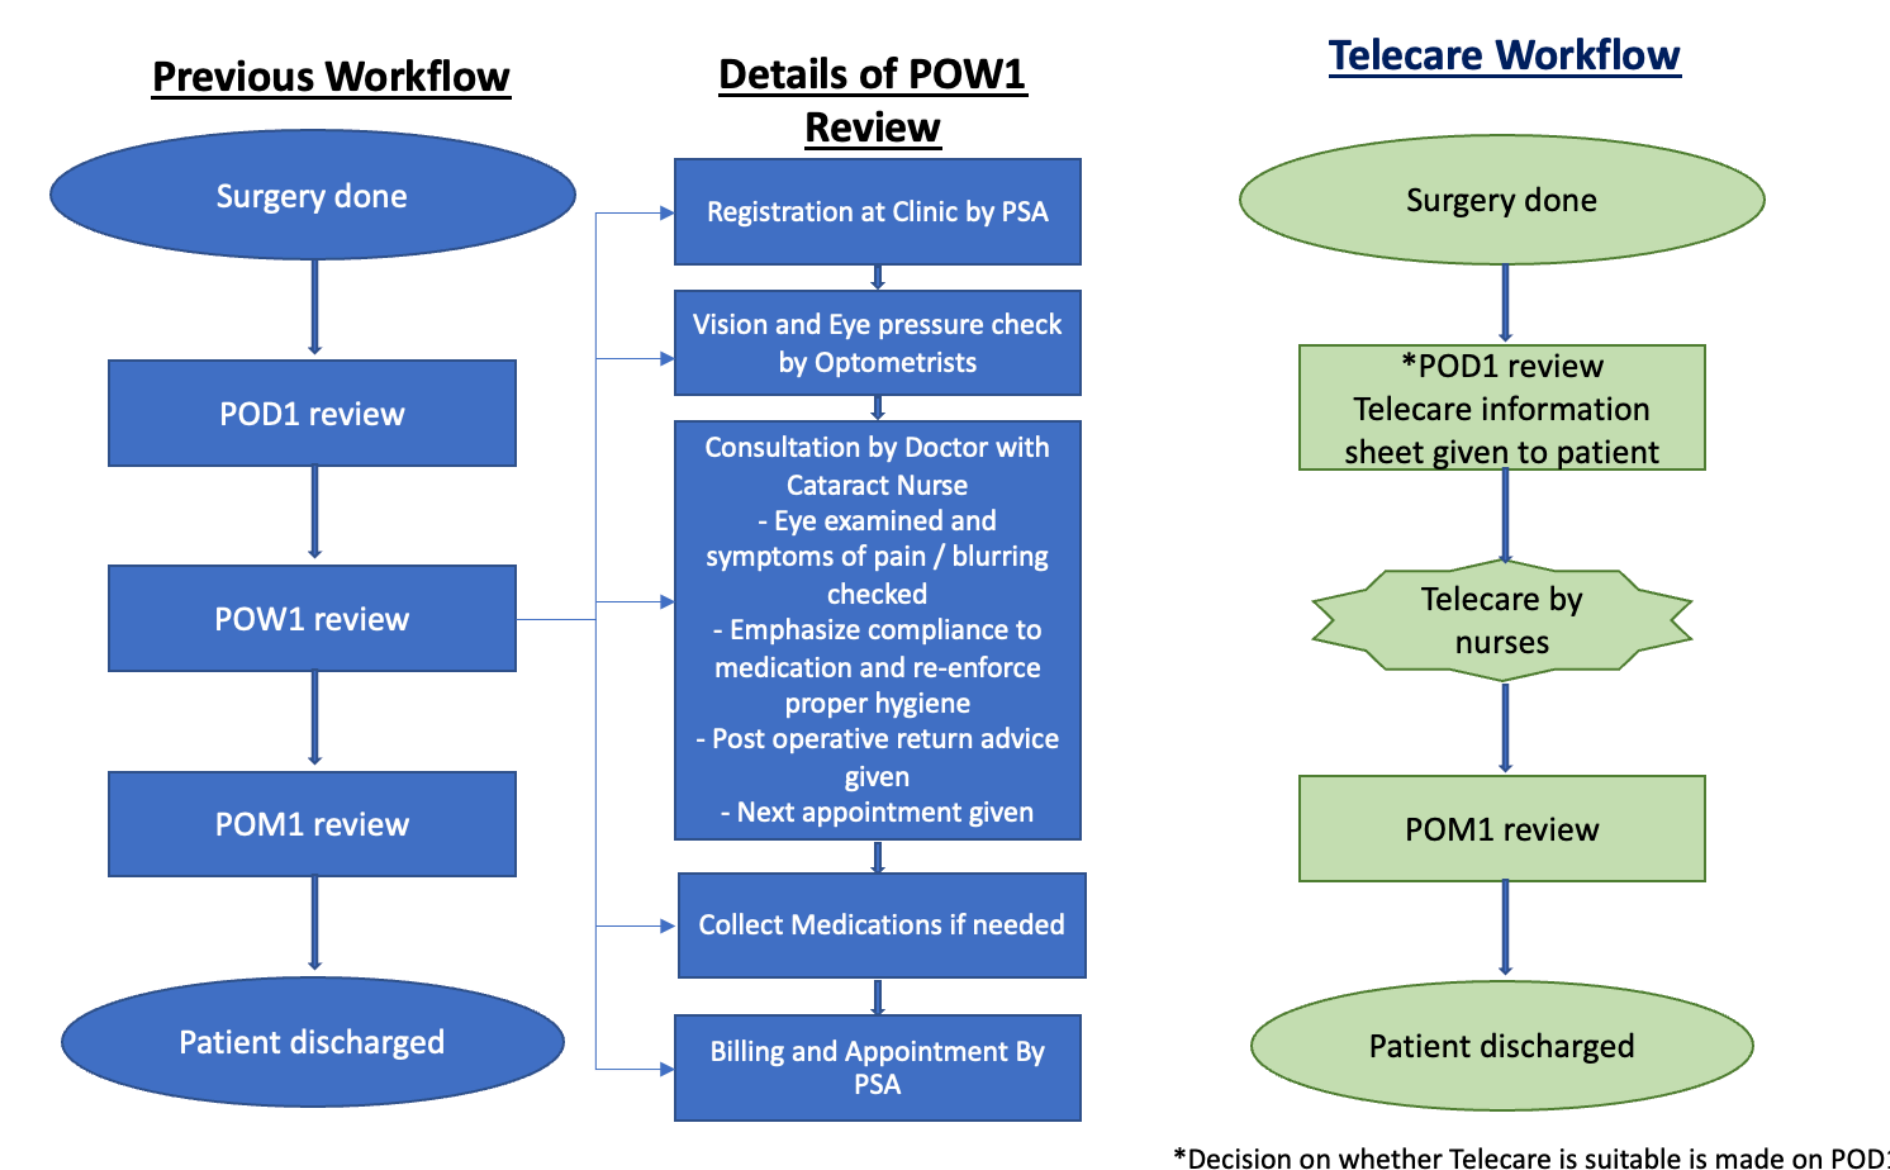 Previous Workflow
Surgery done
POD1 review
POW1 review
POM1 review
Patient discharged
Details of POW1
Review
Registration at Clinic by PSA
Vision and Eye pressure check
by Optometrists
Consultation by Doctor with
Cataract Nurse
- Eye examined and
symptoms of pain / blurring
checked
- Emphasize compliance to
medication and re-enforce
proper hygiene
- Post operative return advice
given
- Next appointment given
Collect Medications if needed
Billing and Appointment By
PSA
Telecare Workflow
Surgery done
*POD1 review
Telecare information
sheet given to patient
Telecare by
nurses
POM1 review
Patient discharged
*Decision on whether Telecare is suitable is made on POD1